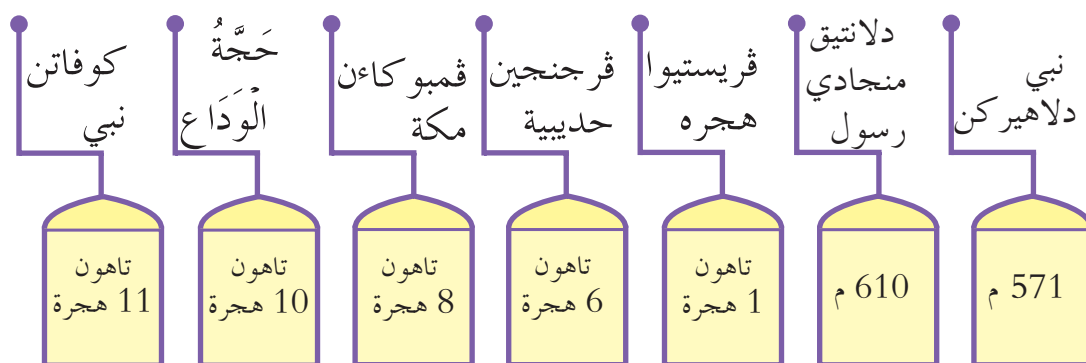 نبي
دلاهيركن
571 م
دلانتيق
منجادي
رسول
610 م
ڤريستيوا
هجره
تاهون
1 هجرة
ڤرجنجين
حديبية
تاهون
6 هجرة
ڤمبوكاءن
مكة
تاهون
8 هجرة
حَجَّةُ
الْوَدَاع
تاهون
10 هجرة
كوفاتن
نبي
تاهون
11 هجرة